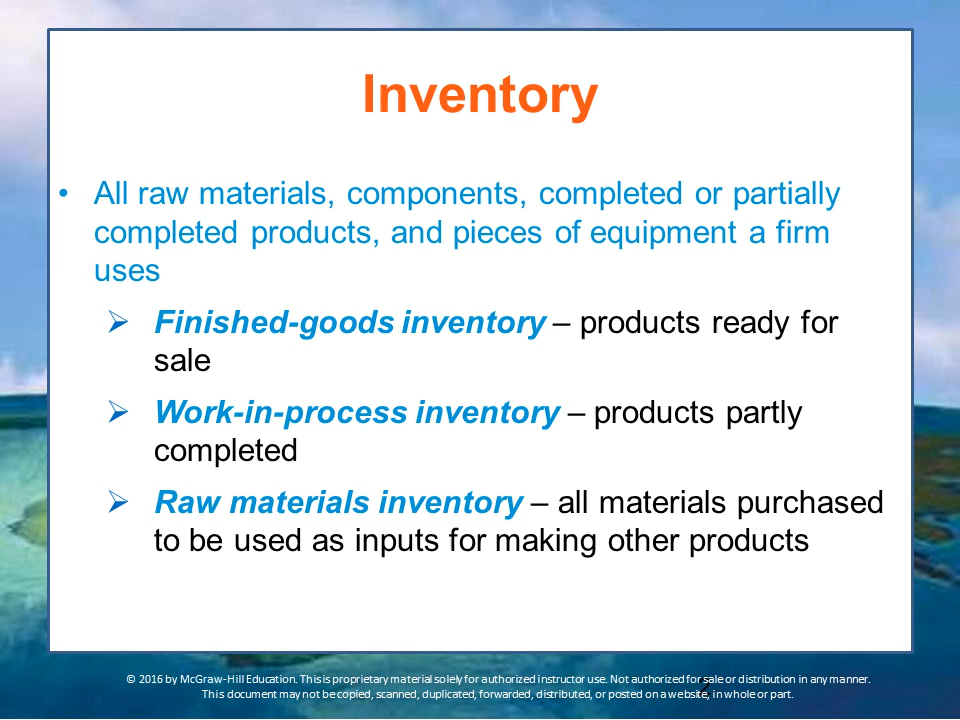 Inventory
• All raw materials, components, completed or partially
completed products, and pieces of equipment a firm
uses
➢ Finished-goods inventory – products ready for
sale
➢ Work-in-process inventory – products partly
completed
➢ Raw materials inventory – all materials purchased
to be used as inputs for making other products
© 2016 by McGraw-Hill Education. This is proprietary material solely for authorized instructor use. Not authorized for sale or distribution in any manner.
This document may not be copied, scanned, duplicated, forwarded, distributed, or posted on a website, in whole or part.